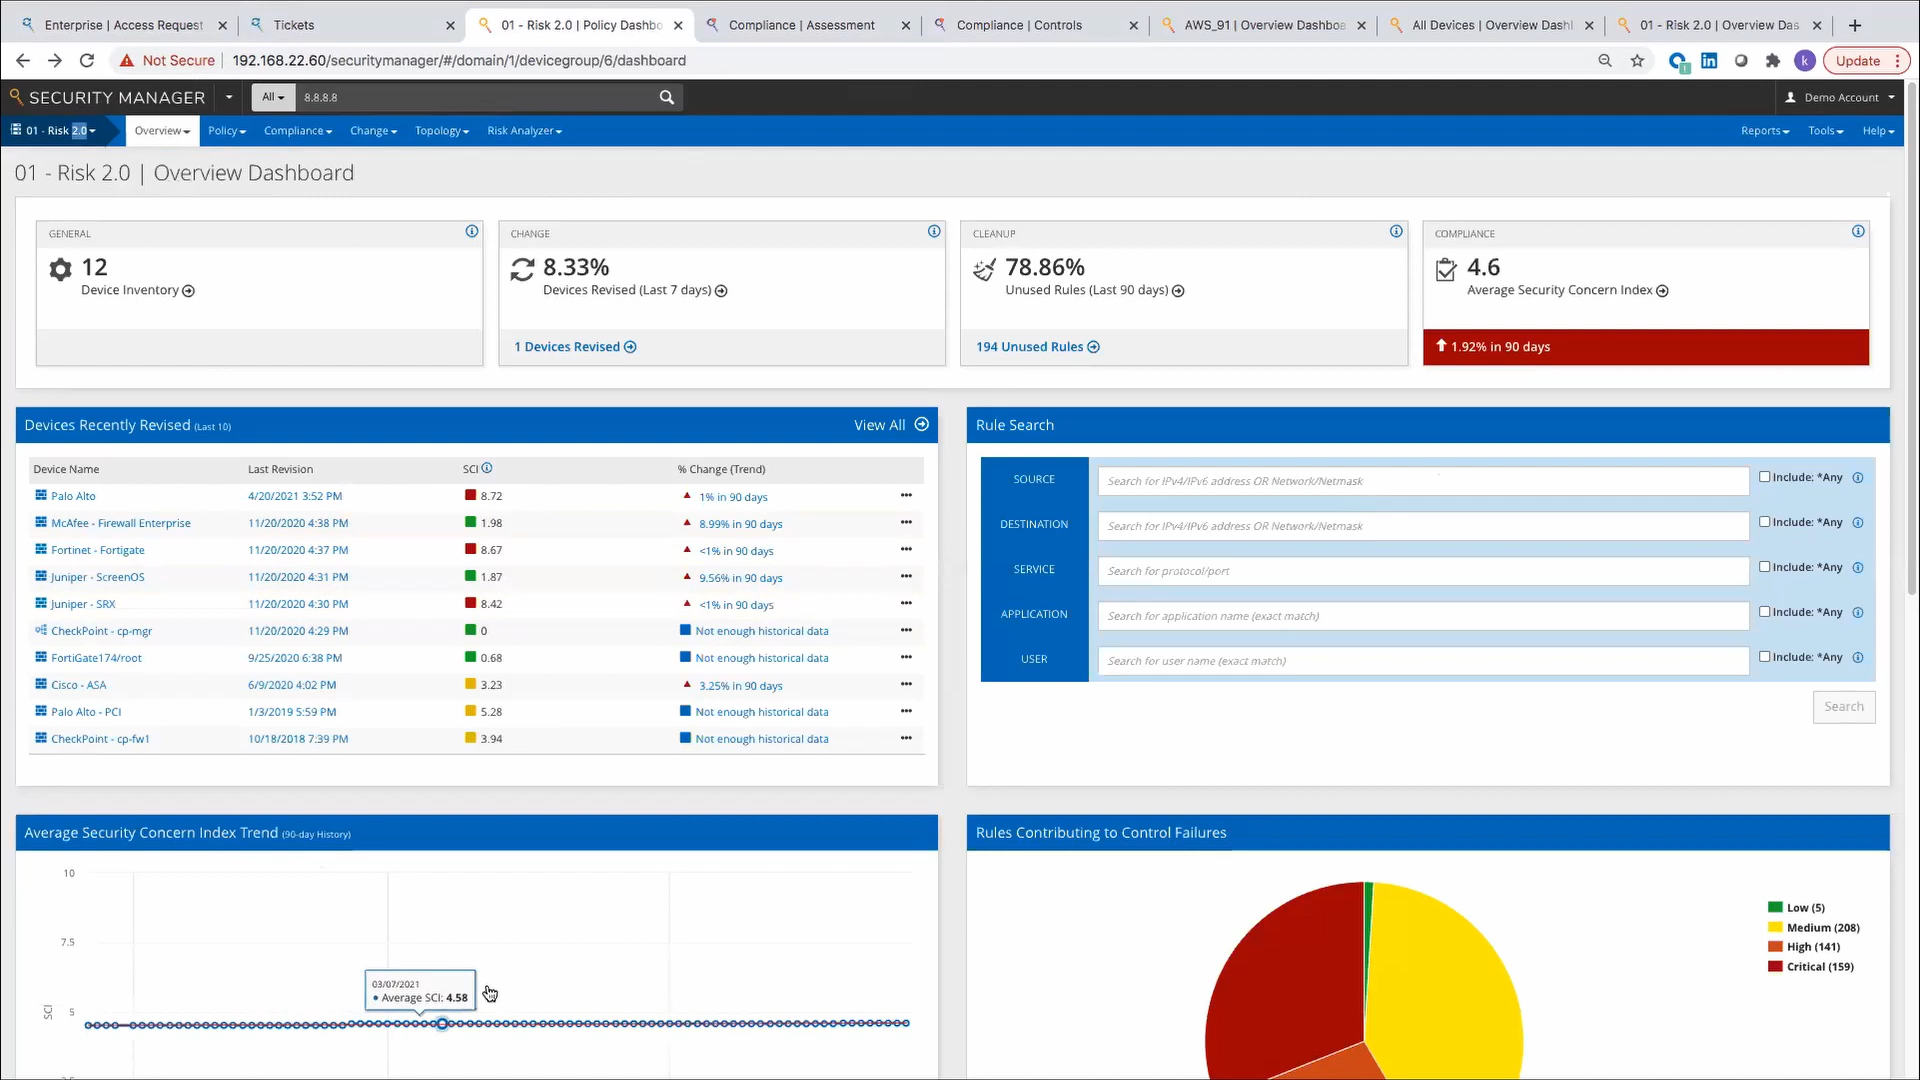 Enterprise | Access Request
Tickets
01 - Risk 2.0 | Policy Dashbo
Compliance | Assessment
Compliance | Controls
AWS_91 | Overview Dashboa
All Devices | Overview Dashl
01 - Risk 2.0 | Overview Das
Not Secure
192.168.22.60/securitymanager/#/domain/1/devicegroup/6/dashboard
1
k
Update
SECURITY MANAGER
All
8.8.8.8
Demo Account
01 - Risk 2.0
Overview
Policy
Compliance
Change
Topology
Risk Analyzer
Reports
Tools
Help
01 - Risk 2.0 | Overview Dashboard
GENERAL
12
Device Inventory
CHANGE
8.33%
Devices Revised (Last 7 days)
1 Devices Revised
CLEANUP
78.86%
Unused Rules (Last 90 days)
194 Unused Rules
COMPLIANCE
4.6
Average Security Concern Index
1.92% in 90 days
Devices Recently Revised (Last 10)
View All
Device Name Last Revision SCI % Change (Trend)
Palo Alto 4/20/2021 3:52 PM 8.72 1% in 90 days
McAfee - Firewall Enterprise 11/20/2020 4:38 PM 1.98 8.99% in 90 days
Fortinet - Fortigate 11/20/2020 4:37 PM 8.67 <1% in 90 days
Juniper - ScreenOS 11/20/2020 4:31 PM 1.87 9.56% in 90 days
Juniper - SRX 11/20/2020 4:30 PM 8.42 <1% in 90 days
CheckPoint - cp-mgr 11/20/2020 4:29 PM 0 Not enough historical data
FortiGate174/root 9/25/2020 6:38 PM 0.68 Not enough historical data
Cisco - ASA 6/9/2020 4:02 PM 3.23 3.25% in 90 days
Palo Alto - PCI 1/3/2019 5:59 PM 5.28 Not enough historical data
CheckPoint - cp-fw1 10/18/2018 7:39 PM 3.94 Not enough historical data
Rule Search
SOURCE Search for IPv4/IPv6 address OR Network/Netmask Include: *Any
DESTINATION Search for IPv4/IPv6 address OR Network/Netmask Include: *Any
SERVICE Search for protocol/port Include: *Any
APPLICATION Search for application name (exact match) Include: *Any
USER Search for user name (exact match) Include: *Any
Search
Average Security Concern Index Trend (90-day History)
10
7.5
5
SCI
03/07/2021
Average SCI: 4.58
Rules Contributing to Control Failures
Low (5)
Medium (208)
High (141)
Critical (159)